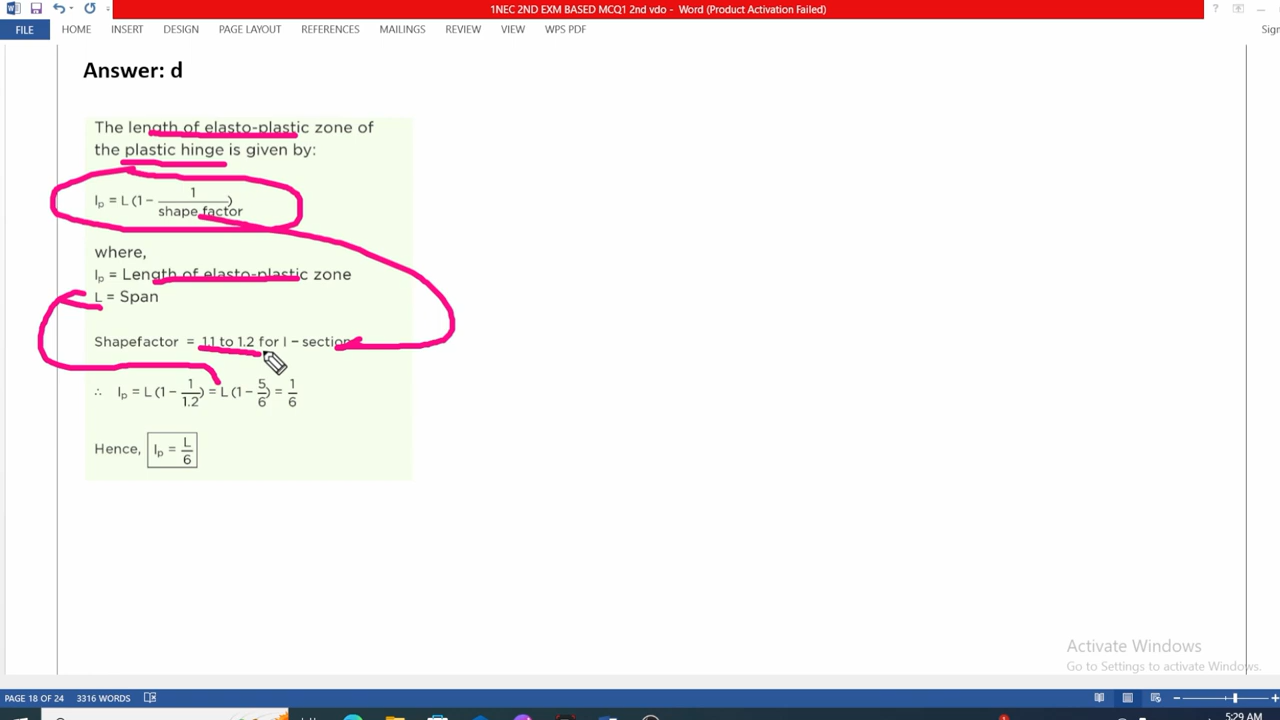 1NEC 2ND EXM BASED MCQ1 2nd vdo - Word (Product Activation Failed)
FILE HOME INSERT DESIGN PAGE LAYOUT REFERENCES MAILINGS REVIEW VIEW WPS PDF Sign
Answer: d
The length of elasto-plastic zone of
the plastic hinge is given by:
lp = L (1 - 1/shape factor)
where,
lp = Length of elasto-plastic zone
L = Span
Shapefactor = 1.1 to 1.2 for I - section
∴ lp = L (1 - 1/1.2) = L (1 - 5/6) = 1/6
Hence, lp = L/6
Activate Windows
Go to Settings to activate Windows.
PAGE 18 OF 24 3316 WORDS
5:29 AM